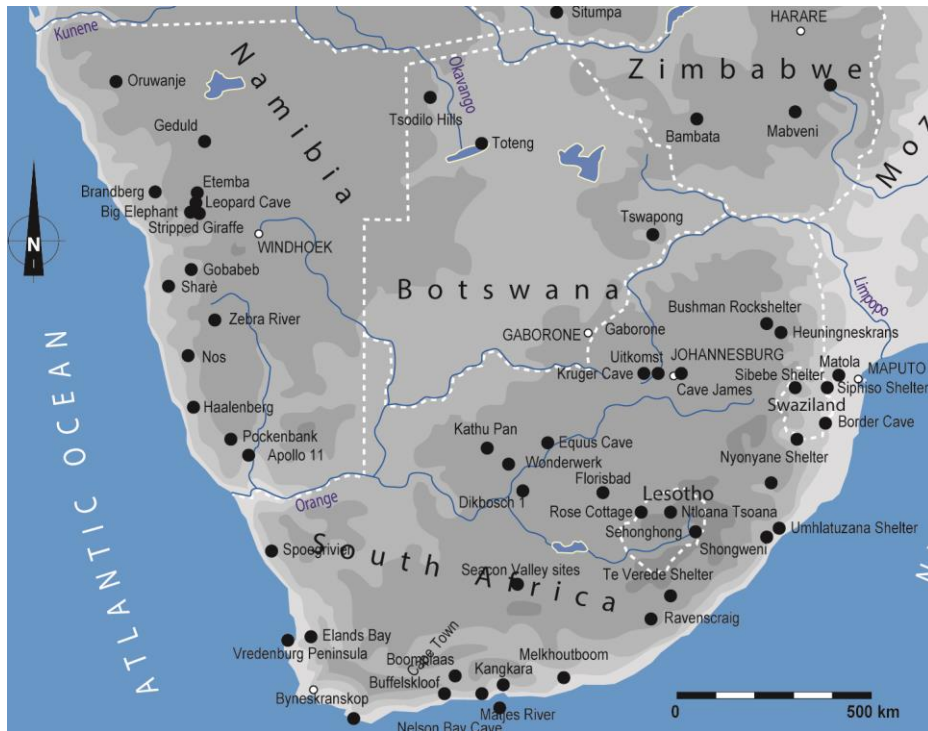 Kunene
Situmpa
HARARE
Oruwanje
Namibia
Okavango
Zimbabwe
Tsodilo Hills
Geduld
Toteng
Bambata
Mabveni
Moz
Brandberg
Etemba
Leopard Cave
Big Elephant
Stripped Giraffe
WINDHOEK
Tswapong
N
Gobabeb
Sharè
Botswana
Limpopo
Zebra River
Bushman Rockshelter
Heuningneskrans
GABORONE
Gaborone
Nos
Uitkomst
JOHANNESBURG
Matola
MAPUTO
Kruger Cave
Cave James
Sibebe Shelter
Siphiso Shelter
Swaziland
Haalenberg
Border Cave
Pockenbank
Kathu Pan
Equus Cave
Nyonyane Shelter
Apollo 11
Wonderwerk
Florisbad
Dikbosch 1
Lesotho
Orange
Rose Cottage
Ntloana Tsoana
Sehonghong
Shongweni
Umhlatuzana Shelter
ATLANTIC OCEAN
Spoegrivier
South Africa
Seacon Valley sites
Te Verede Shelter
Ravenscraig
Elands Bay
Vredenburg Peninsula
Cape Town
Boomplaas
Kangkara
Melkhoutboom
Buffelskloof
Byneskranskop
Matjes River
Nelson Bay Cave
0
500 km